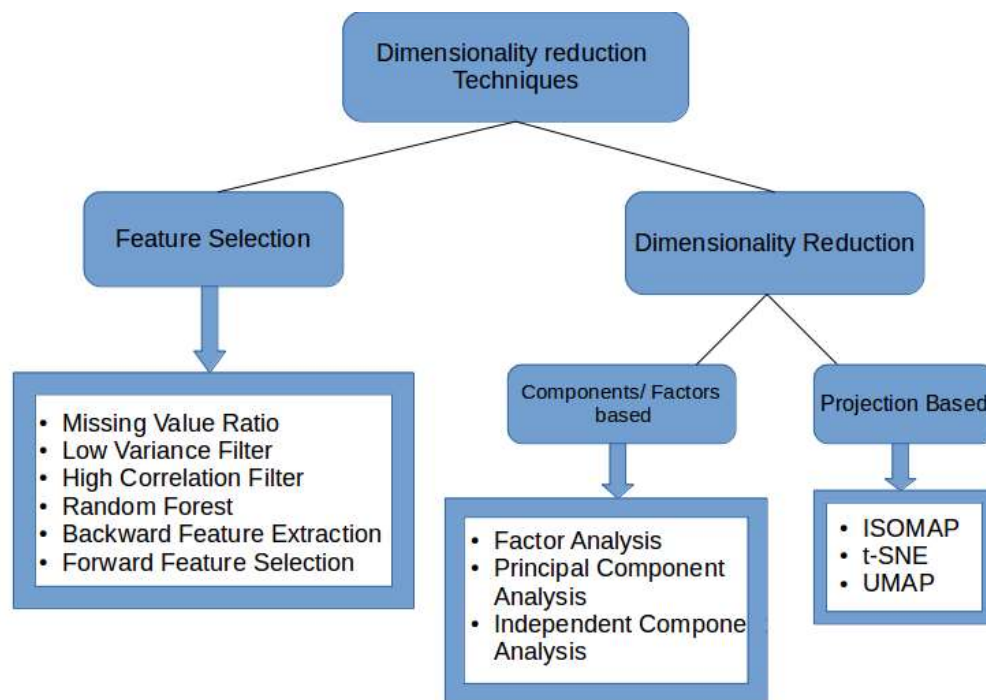 Dimensionality reduction
Techniques
Feature Selection
Dimensionality Reduction
Components/ Factors
based
Projection Based
• Missing Value Ratio
• Low Variance Filter
• High Correlation Filter
• Random Forest
• Backward Feature Extraction
• Forward Feature Selection
• Factor Analysis
• Principal Component
Analysis
• Independent Compone
Analysis
• ISOMAP
• t-SNE
• UMAP